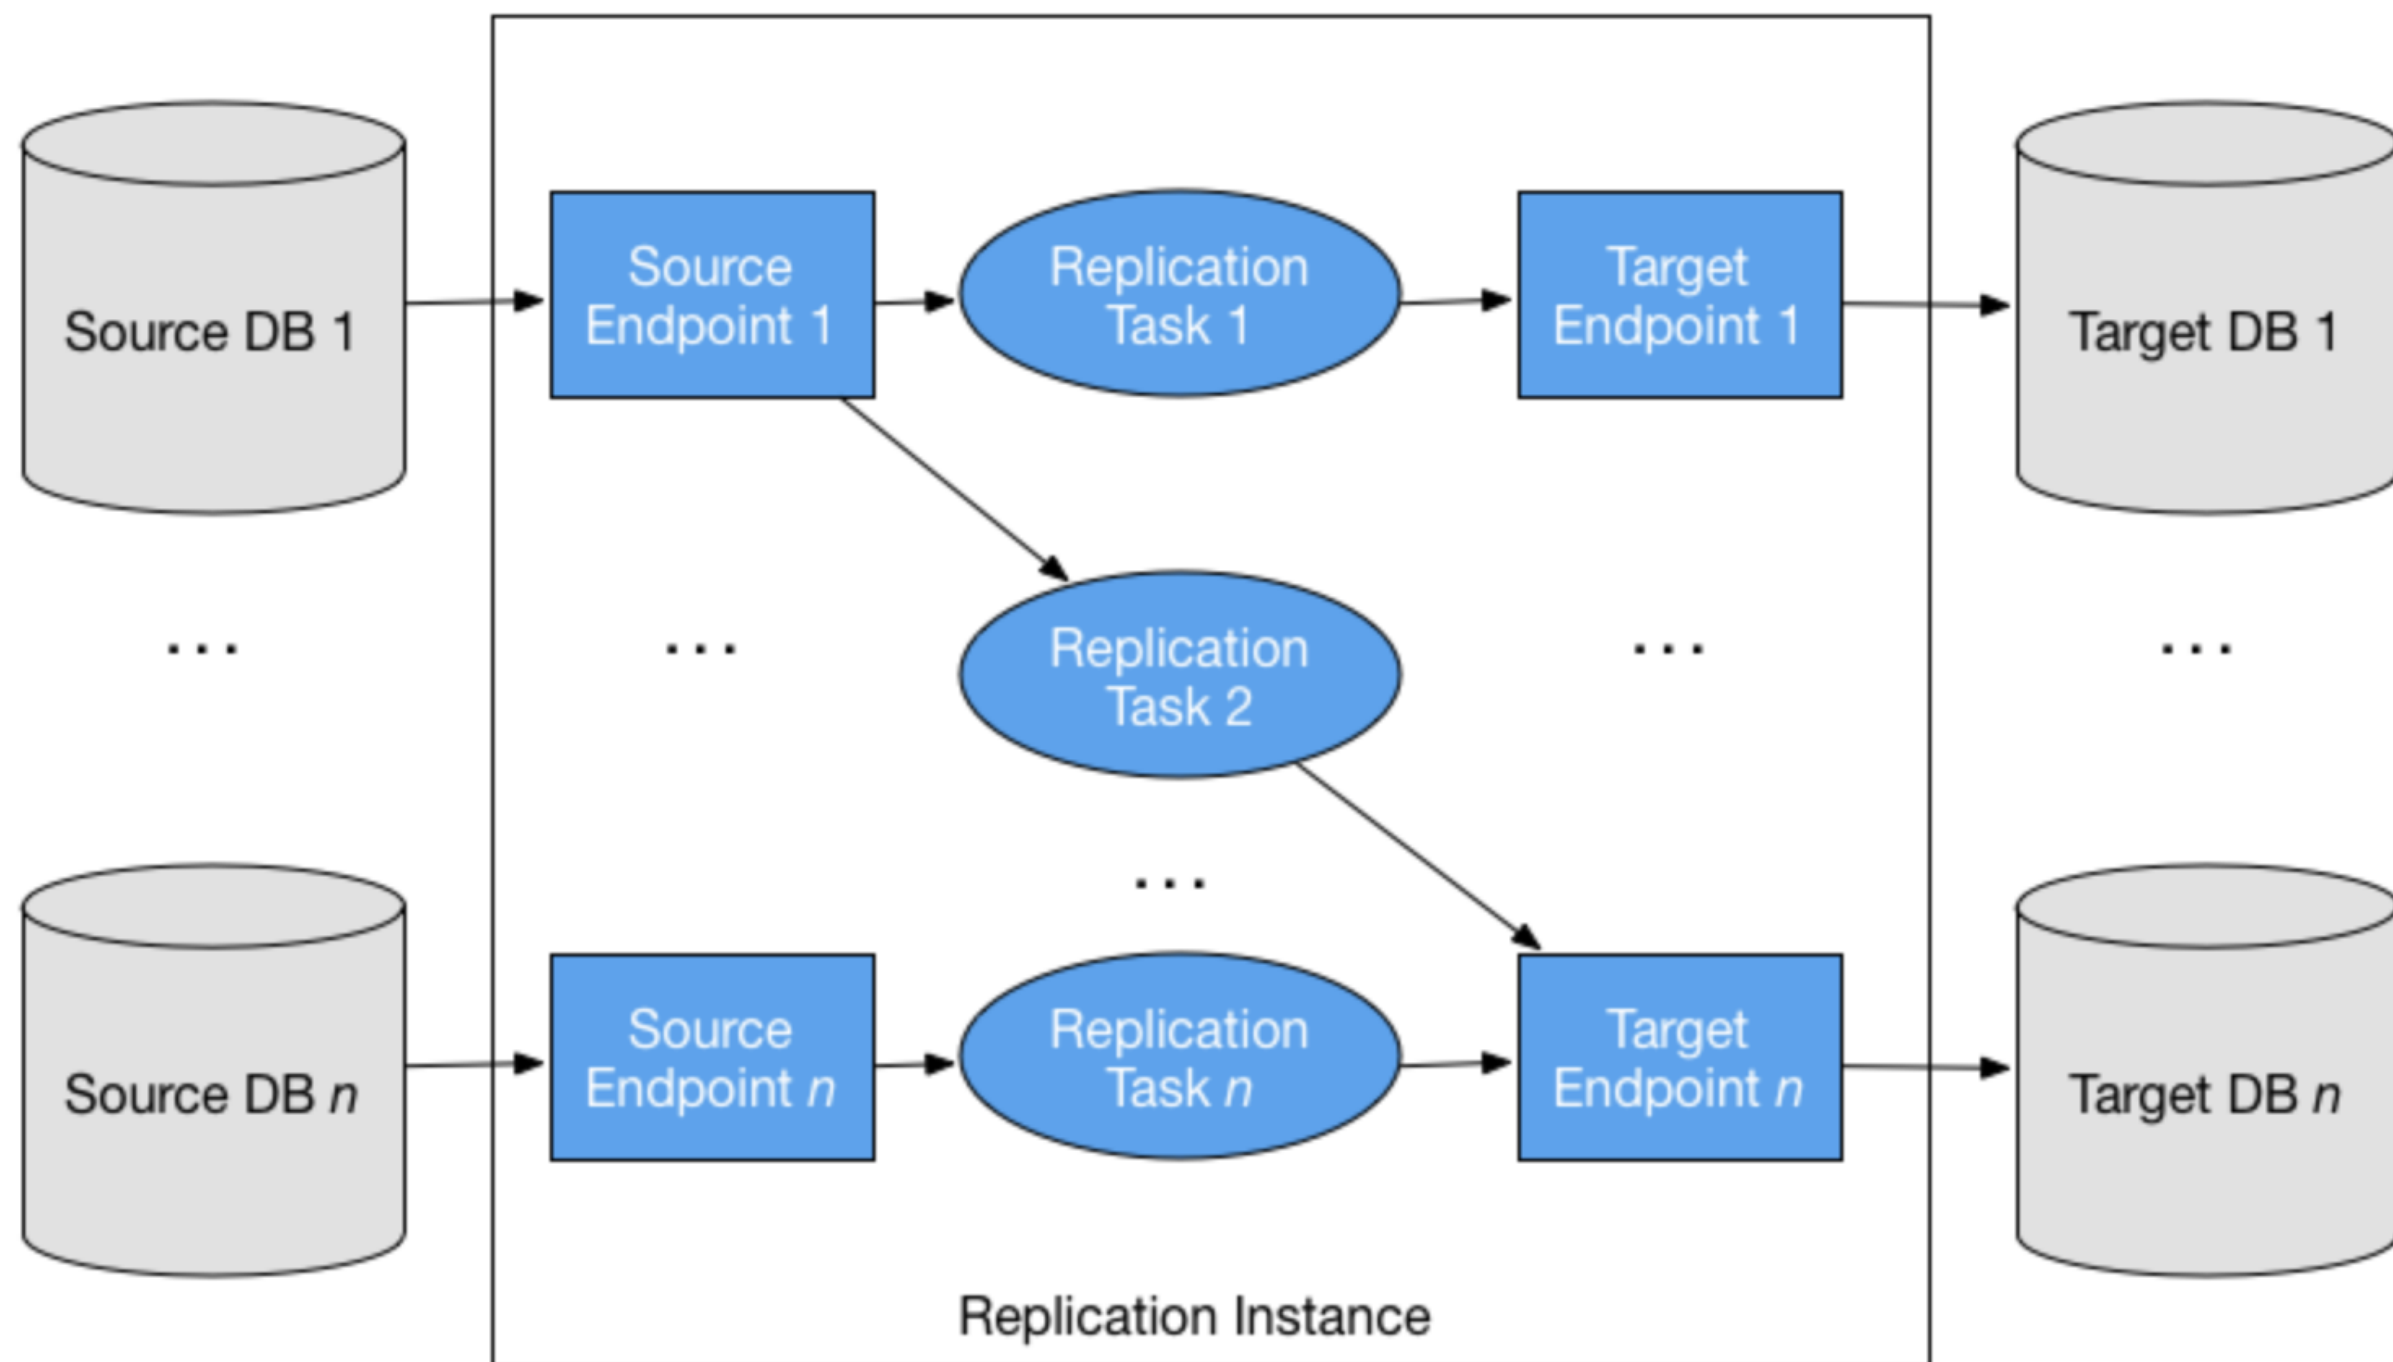 Source DB 1
Source
Endpoint 1
Replication
Task 1
Target
Endpoint 1
Target DB 1
...
...
Replication
Task 2
...
...
...
Source DB n
Source
Endpoint n
Replication
Task n
Target
Endpoint n
Target DB n
Replication Instance